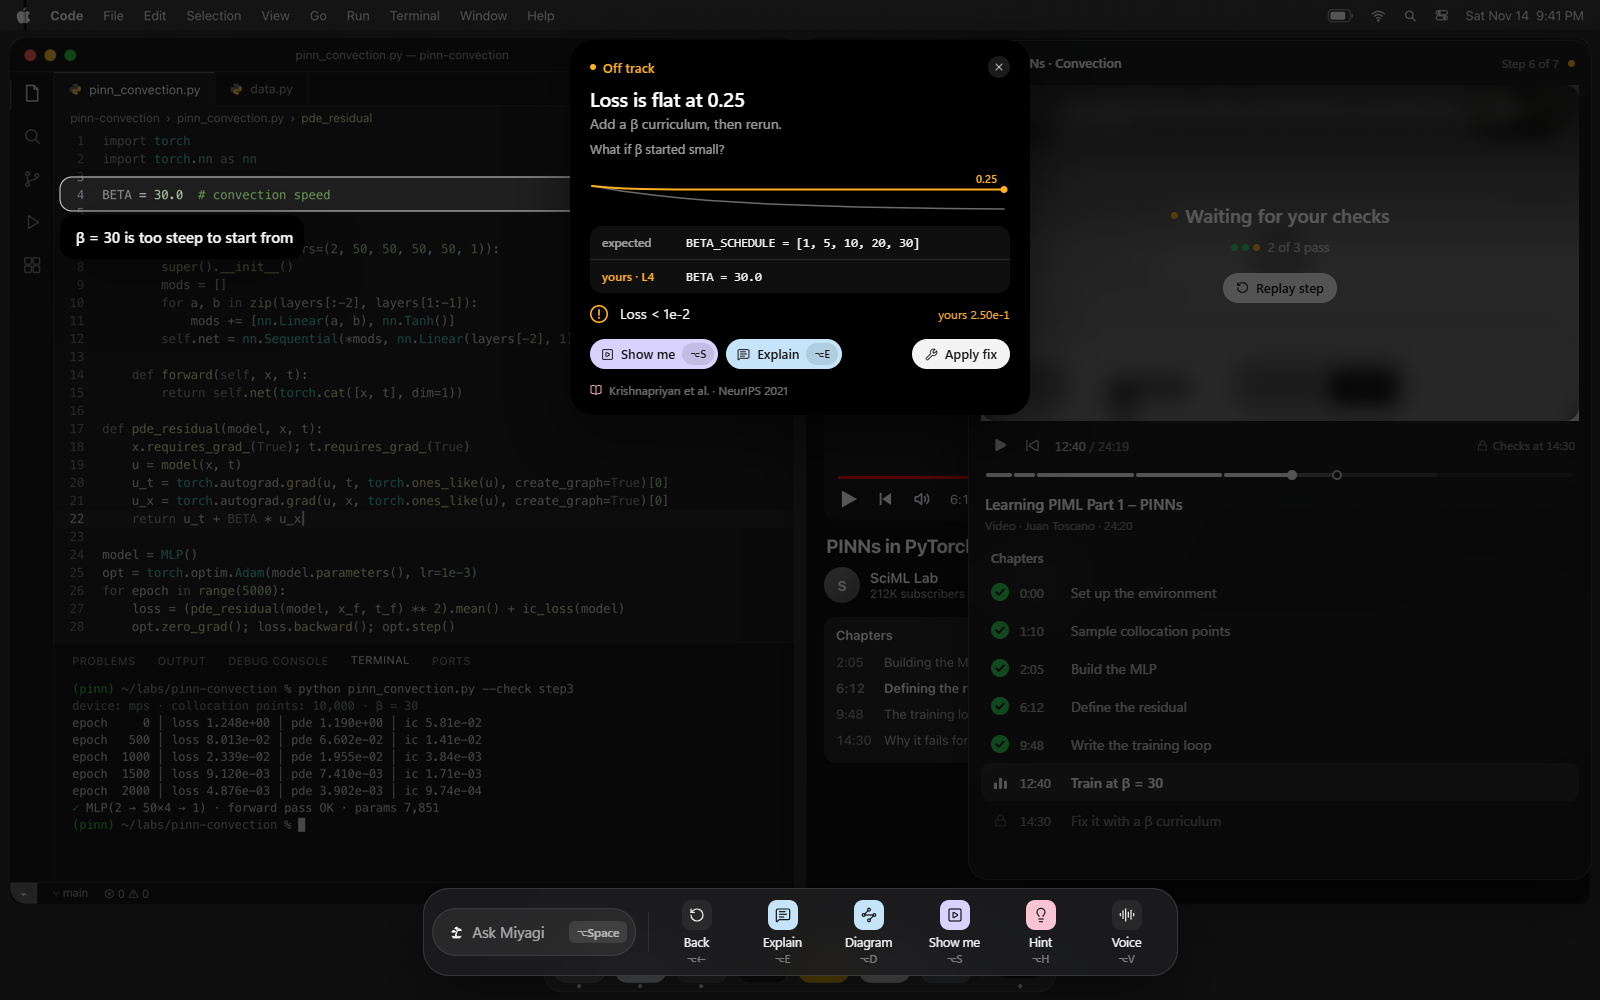 Code File Edit Selection View Go Run Terminal Window Help
Sat Nov 14 9:41 PM
pinn_convection.py — pinn-convection
pinn_convection.py
data.py
pinn-convection › pinn_convection.py › pde_residual
1 import torch
2 import torch.nn as nn
3
4 BETA = 30.0 # convection speed
β = 30 is too steep to start from
rs=(2, 50, 50, 50, 50, 1)):
8 super().__init__()
9 mods = []
10 for a, b in zip(layers[:-2], layers[1:-1]):
11 mods += [nn.Linear(a, b), nn.Tanh()]
12 self.net = nn.Sequential(*mods, nn.Linear(layers[-2], 1
13
14 def forward(self, x, t):
15 return self.net(torch.cat([x, t], dim=1))
16
17 def pde_residual(model, x, t):
18 x.requires_grad_(True); t.requires_grad_(True)
19 u = model(x, t)
20 u_t = torch.autograd.grad(u, t, torch.ones_like(u), create_graph=True)[0]
21 u_x = torch.autograd.grad(u, x, torch.ones_like(u), create_graph=True)[0]
22 return u_t + BETA * u_x
23
24 model = MLP()
25 opt = torch.optim.Adam(model.parameters(), lr=1e-3)
26 for epoch in range(5000):
27 loss = (pde_residual(model, x_f, t_f) ** 2).mean() + ic_loss(model)
28 opt.zero_grad(); loss.backward(); opt.step()
PROBLEMS OUTPUT DEBUG CONSOLE TERMINAL PORTS
(pinn) ~/labs/pinn-convection % python pinn_convection.py --check step3
device: mps · collocation points: 10,000 · β = 30
epoch 0 | loss 1.248e+00 | pde 1.190e+00 | ic 5.81e-02
epoch 500 | loss 8.013e-02 | pde 6.602e-02 | ic 1.41e-02
epoch 1000 | loss 2.339e-02 | pde 1.955e-02 | ic 3.84e-03
epoch 1500 | loss 9.120e-03 | pde 7.410e-03 | ic 1.71e-03
epoch 2000 | loss 4.876e-03 | pde 3.902e-03 | ic 9.74e-04
✓ MLP(2 → 50×4 → 1) · forward pass OK · params 7,851
(pinn) ~/labs/pinn-convection %
main 0 0
Off track
Loss is flat at 0.25
Add a β curriculum, then rerun.
What if β started small?
0.25
expected BETA_SCHEDULE = [1, 5, 10, 20, 30]
yours · L4 BETA = 30.0
Loss < 1e-2 yours 2.50e-1
Show me ⌥S
Explain ⌥E
Apply fix
Krishnapriyan et al. · NeurIPS 2021
6:1
PINNs in PyTorc
S
SciML Lab
212K subscribers
Chapters
2:05 Building the M
6:12 Defining the r
9:48 The training lo
14:30 Why it fails for
Ns · Convection
Step 6 of 7
Waiting for your checks
2 of 3 pass
Replay step
12:40 / 24:19
Checks at 14:30
Learning PIML Part 1 – PINNs
Video · Juan Toscano · 24:20
Chapters
0:00 Set up the environment
1:10 Sample collocation points
2:05 Build the MLP
6:12 Define the residual
9:48 Write the training loop
12:40 Train at β = 30
14:30 Fix it with a β curriculum
Ask Miyagi ⌥Space
Back ⌥←
Explain ⌥E
Diagram ⌥D
Show me ⌥S
Hint ⌥H
Voice ⌥V